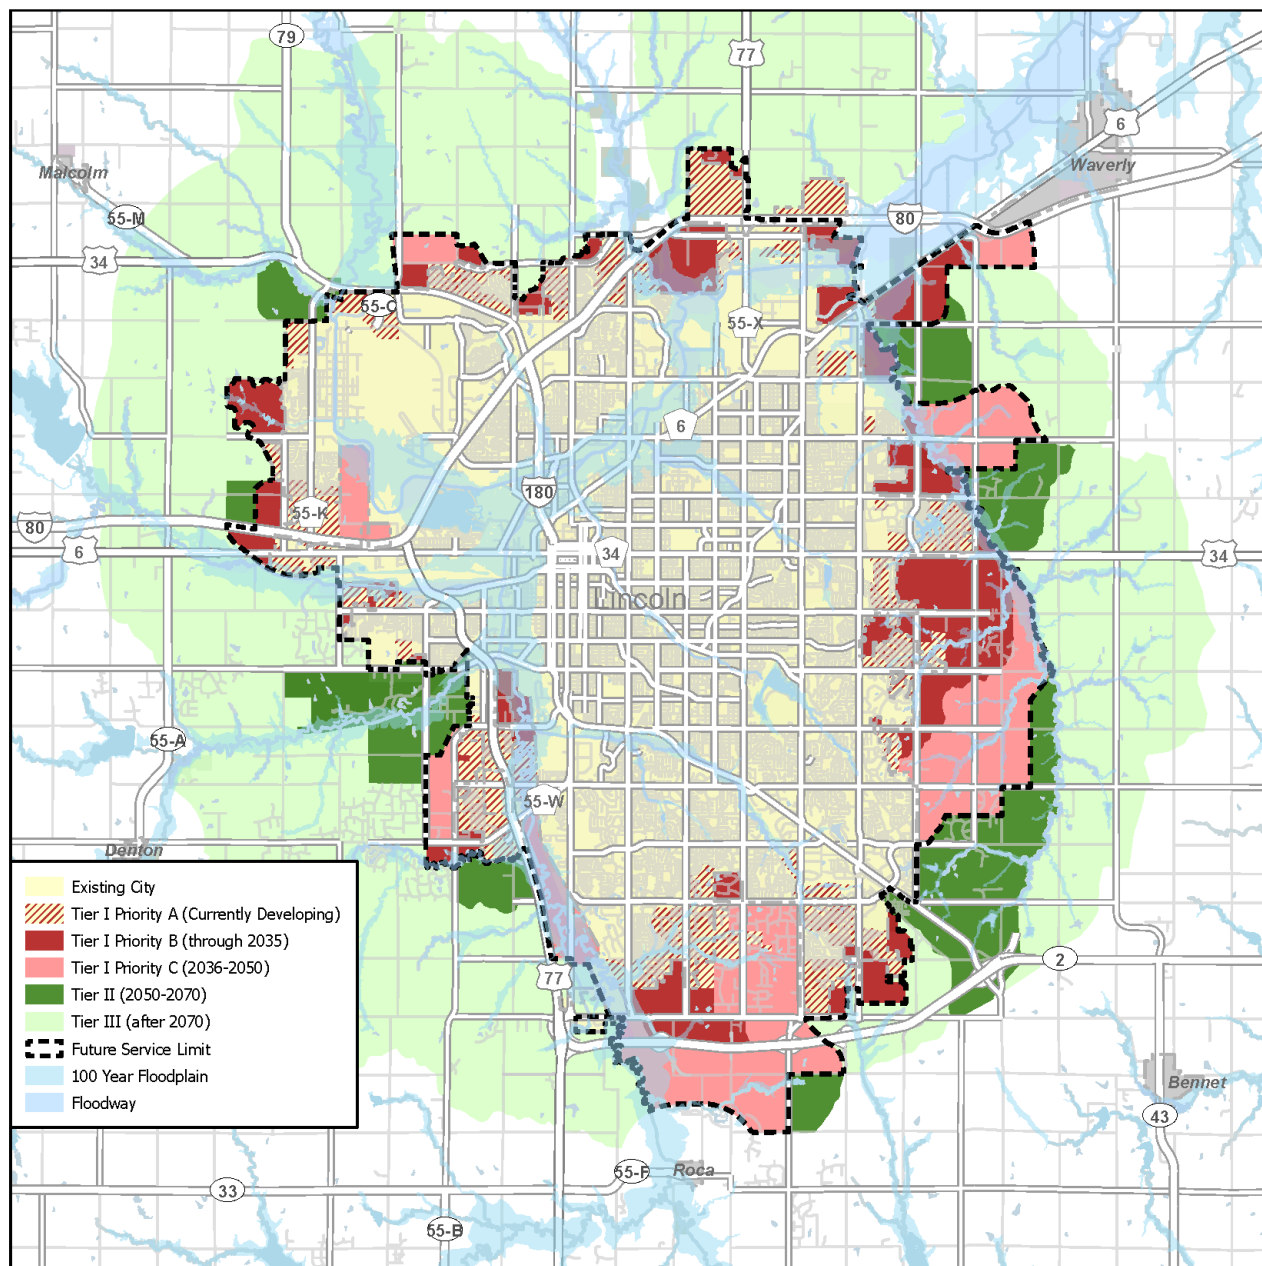 79
77
6
Waverly
Malcolm
55-M
80
34
55-C
55-X
6
180
55-K
80
6
34
34
Lincoln
55-A
55-W
Denton
Existing City
Tier I Priority A (Currently Developing)
Tier I Priority B (through 2035)
Tier I Priority C (2036-2050)
Tier II (2050-2070)
Tier III (after 2070)
Future Service Limit
100 Year Floodplain
Floodway
2
77
Bennet
43
55-F
Roca
33
55-B